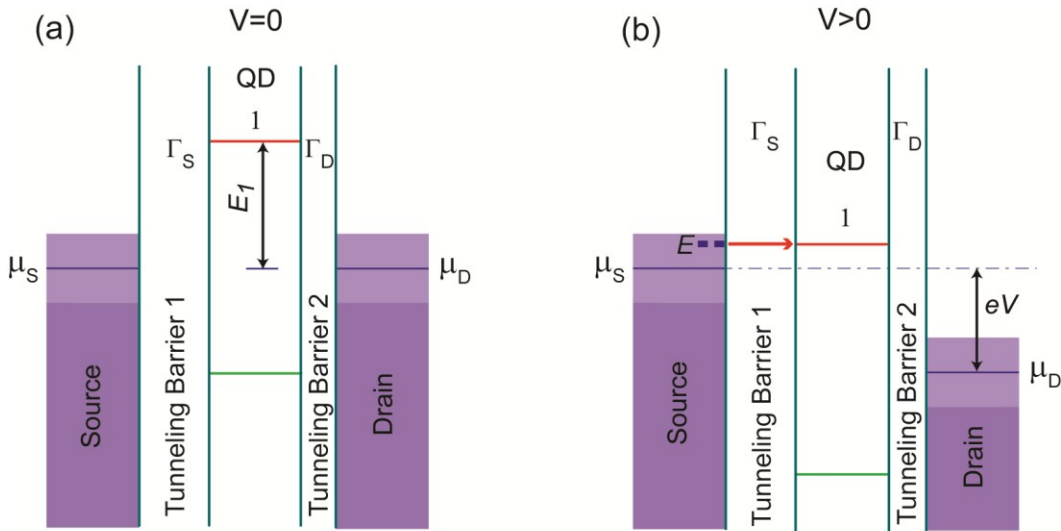 (a)
V=0
QD
1
Γ_S
Γ_D
E_1
μ_S
μ_D
Source
Tunneling Barrier 1
Tunneling Barrier 2
Drain
(b)
V>0
Γ_S
Γ_D
QD
1
E
μ_S
eV
μ_D
Source
Tunneling Barrier 1
Tunneling Barrier 2
Drain